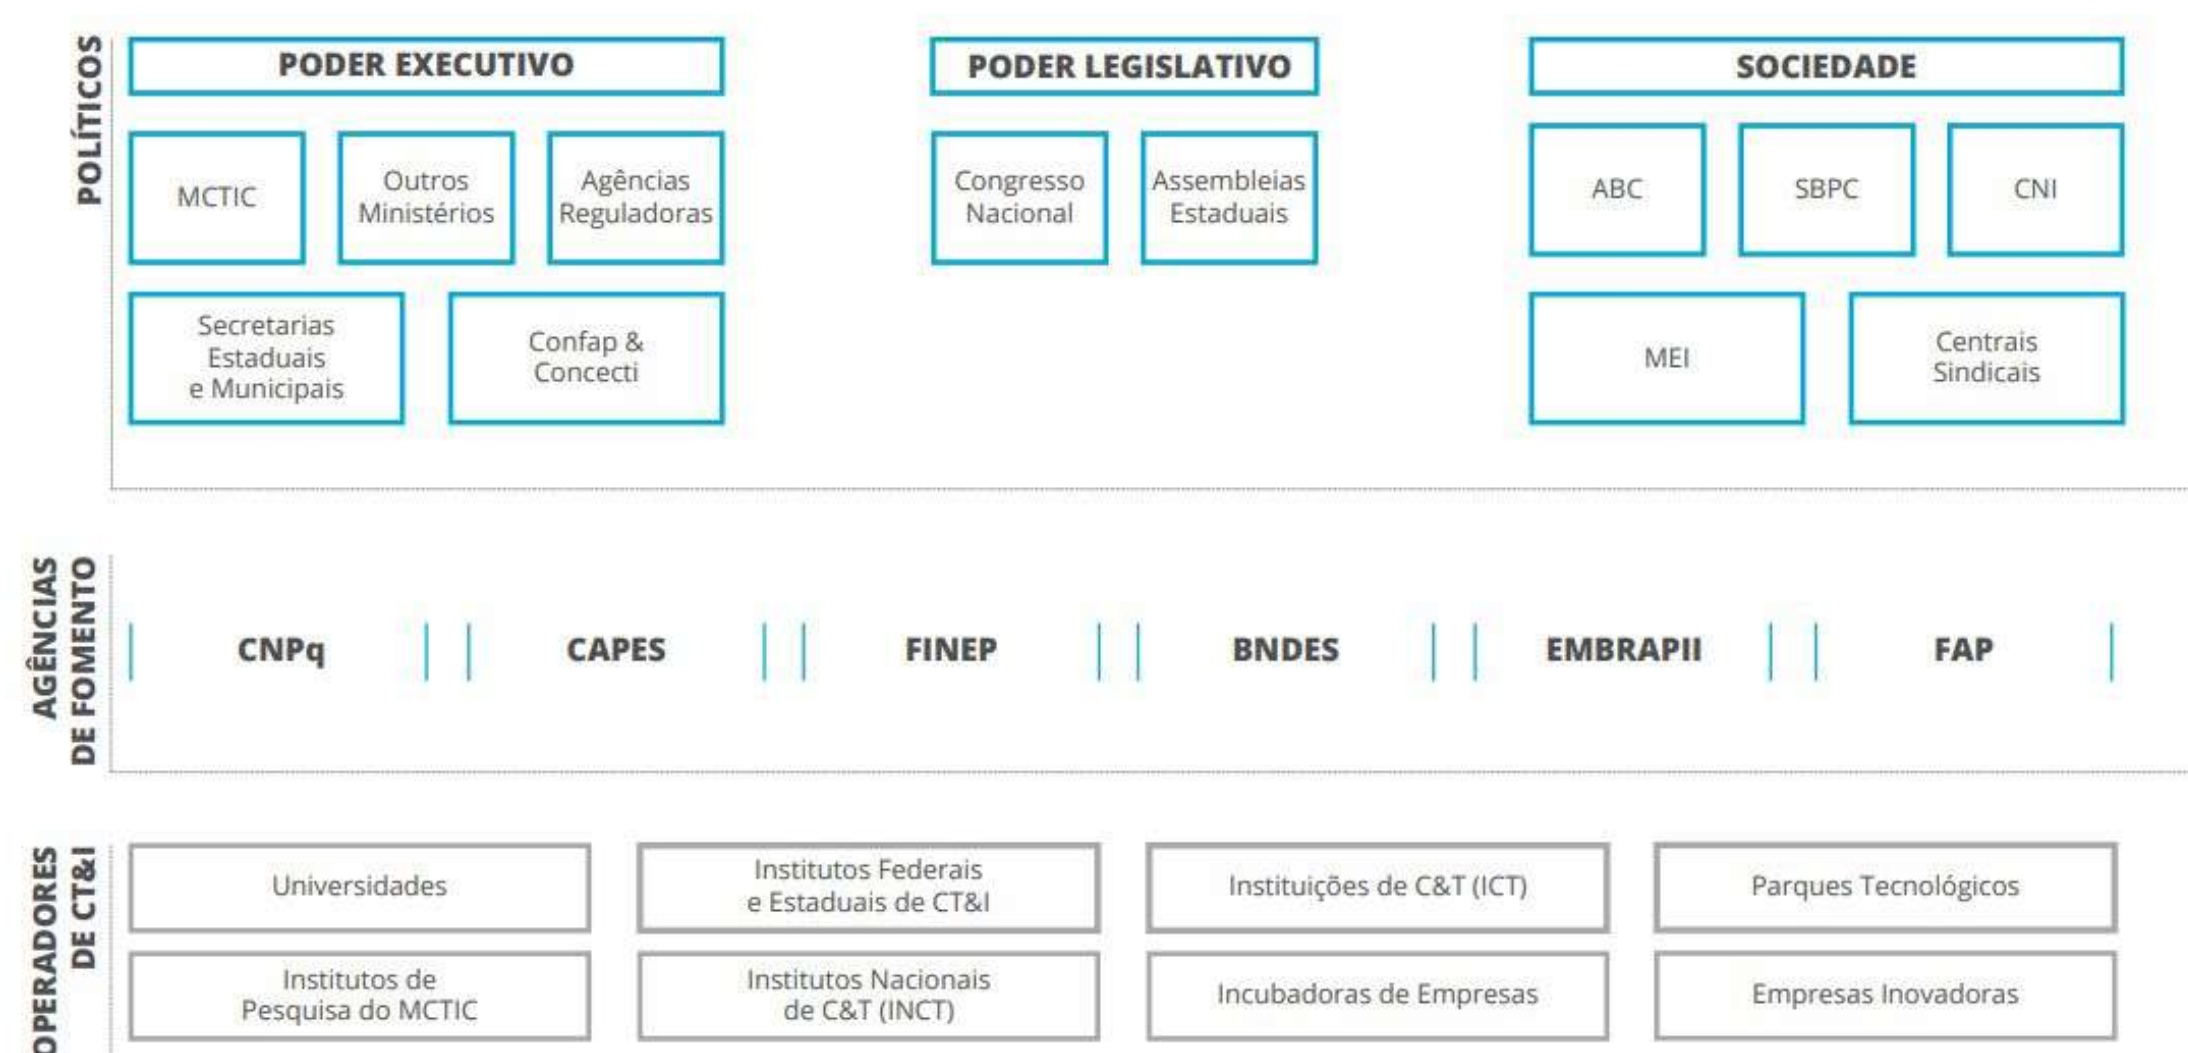 POLÍTICOS
PODER EXECUTIVO
MCTIC
Outros
Ministérios
Agências
Reguladoras
Secretarias
Estaduais
e Municipais
Confap &
Concecti
PODER LEGISLATIVO
Congresso
Nacional
Assembleias
Estaduais
SOCIEDADE
ABC
SBPC
CNI
MEI
Centrais
Sindicais
AGÊNCIAS
DE FOMENTO
CNPq
CAPES
FINEP
BNDES
EMBRAPII
FAP
OPERADORES
DE CT&I
Universidades
Institutos Federais
e Estaduais de CT&I
Instituições de C&T (ICT)
Parques Tecnológicos
Institutos de
Pesquisa do MCTIC
Institutos Nacionais
de C&T (INCT)
Incubadoras de Empresas
Empresas Inovadoras